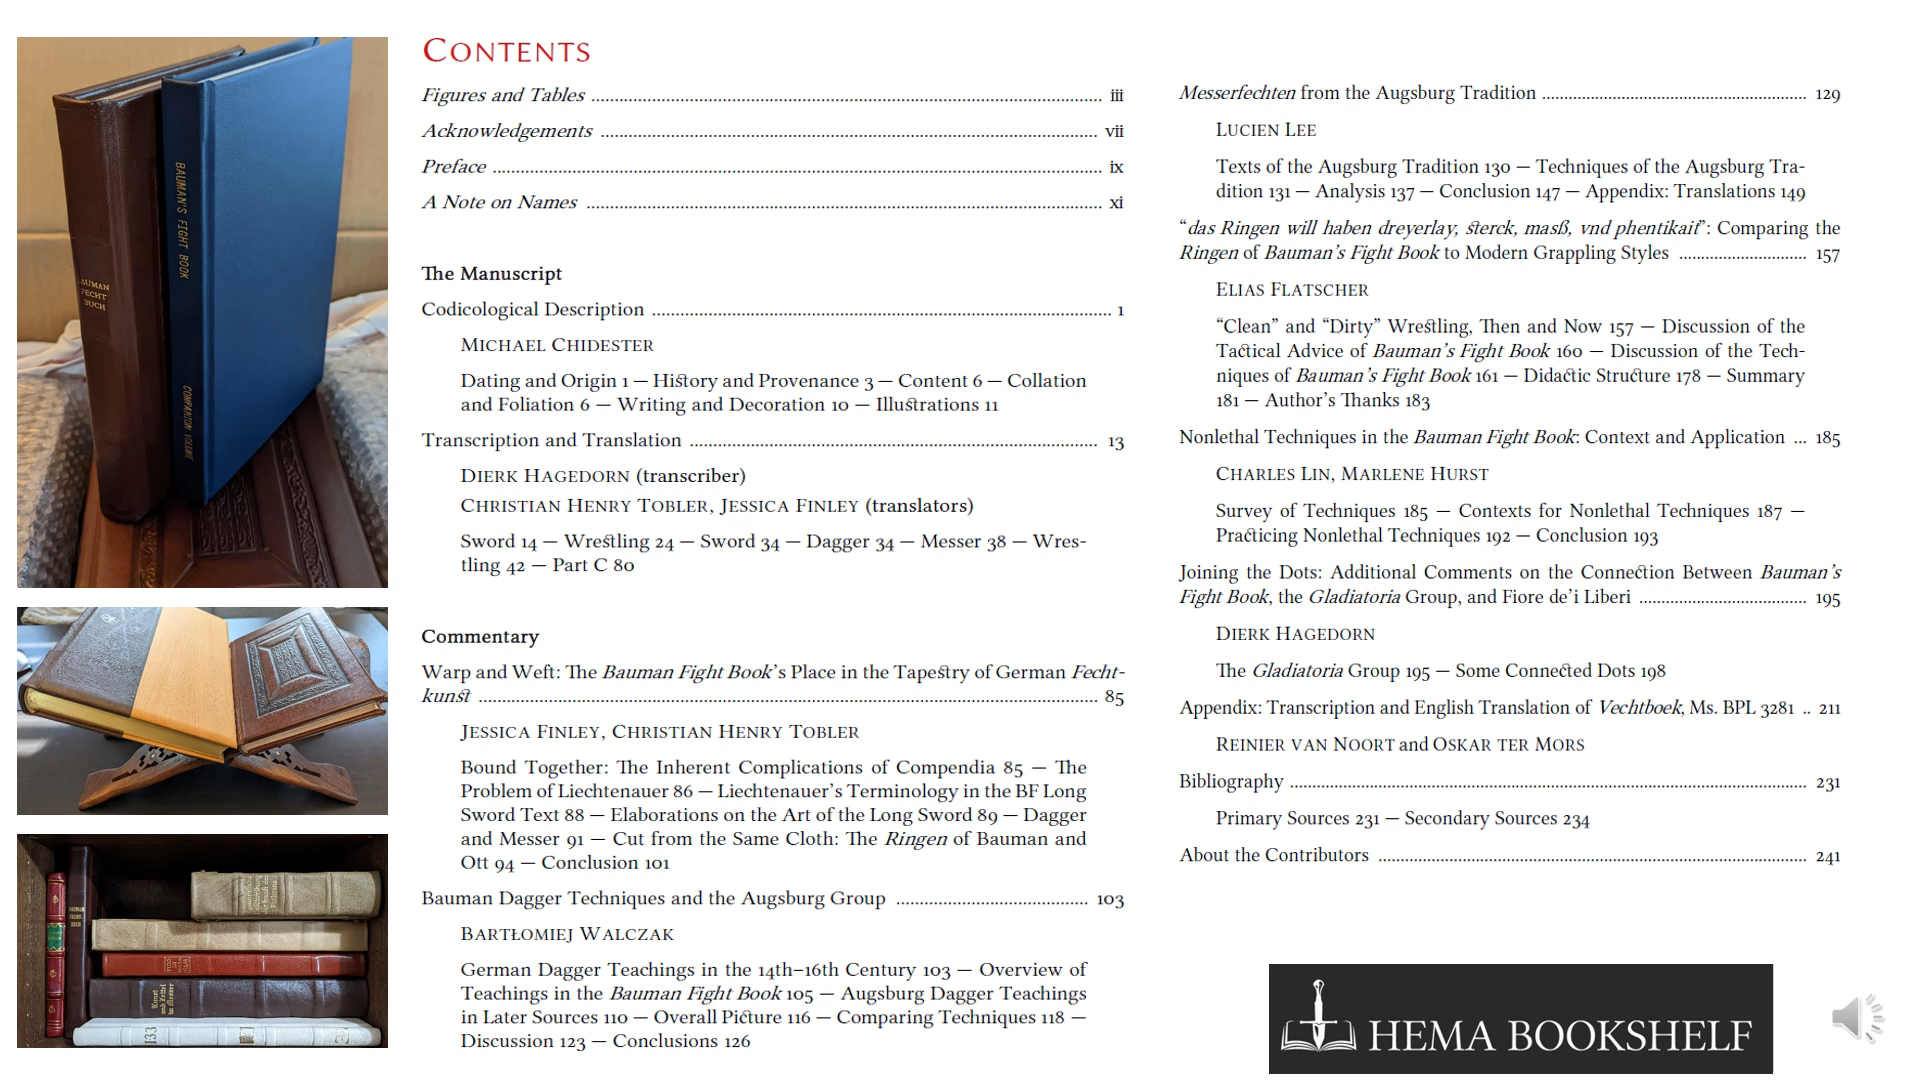 BAUMAN'S FIGHT BOOK
COMPANION VOLUME
BAUMAN
FECHT
BUCH
CONTENTS
Figures and Tables ........ iii
Acknowledgements ........ vii
Preface ........ ix
A Note on Names ........ xi
The Manuscript
Codicological Description ........ 1
MICHAEL CHIDESTER
Dating and Origin 1 — History and Provenance 3 — Content 6 — Collation
and Foliation 6 — Writing and Decoration 10 — Illustrations 11
Transcription and Translation ........ 13
DIERK HAGEDORN (transcriber)
CHRISTIAN HENRY TOBLER, JESSICA FINLEY (translators)
Sword 14 — Wrestling 24 — Sword 34 — Dagger 34 — Messer 38 — Wres-
tling 42 — Part C 80
Commentary
Warp and Weft: The Bauman Fight Book's Place in the Tapestry of German Fecht-
kunst ........ 85
JESSICA FINLEY, CHRISTIAN HENRY TOBLER
Bound Together: The Inherent Complications of Compendia 85 — The
Problem of Liechtenauer 86 — Liechtenauer's Terminology in the BF Long
Sword Text 88 — Elaborations on the Art of the Long Sword 89 — Dagger
and Messer 91 — Cut from the Same Cloth: The Ringen of Bauman and
Ott 94 — Conclusion 101
Bauman Dagger Techniques and the Augsburg Group ........ 103
BARTŁOMIEJ WALCZAK
German Dagger Teachings in the 14th–16th Century 103 — Overview of
Teachings in the Bauman Fight Book 105 — Augsburg Dagger Teachings
in Later Sources 110 — Overall Picture 116 — Comparing Techniques 118 —
Discussion 123 — Conclusions 126
Messerfechten from the Augsburg Tradition ........ 129
LUCIEN LEE
Texts of the Augsburg Tradition 130 — Techniques of the Augsburg Tra-
dition 131 — Analysis 137 — Conclusion 147 — Appendix: Translations 149
“das Ringen will haben dreyerlay, sterck, masß, vnd phentikait”: Comparing the
Ringen of Bauman's Fight Book to Modern Grappling Styles ........ 157
ELIAS FLATSCHER
“Clean” and “Dirty” Wrestling, Then and Now 157 — Discussion of the
Tactical Advice of Bauman's Fight Book 160 — Discussion of the Tech-
niques of Bauman's Fight Book 161 — Didactic Structure 178 — Summary
181 — Author's Thanks 183
Nonlethal Techniques in the Bauman Fight Book: Context and Application ... 185
CHARLES LIN, MARLENE HURST
Survey of Techniques 185 — Contexts for Nonlethal Techniques 187 —
Practicing Nonlethal Techniques 192 — Conclusion 193
Joining the Dots: Additional Comments on the Connection Between Bauman's
Fight Book, the Gladiatoria Group, and Fiore de'i Liberi ........ 195
DIERK HAGEDORN
The Gladiatoria Group 195 — Some Connected Dots 198
Appendix: Transcription and English Translation of Vechtboek, Ms. BPL 3281 .. 211
REINIER VAN NOORT and OSKAR TER MORS
Bibliography ........ 231
Primary Sources 231 — Secondary Sources 234
About the Contributors ........ 241
HEMA BOOKSHELF